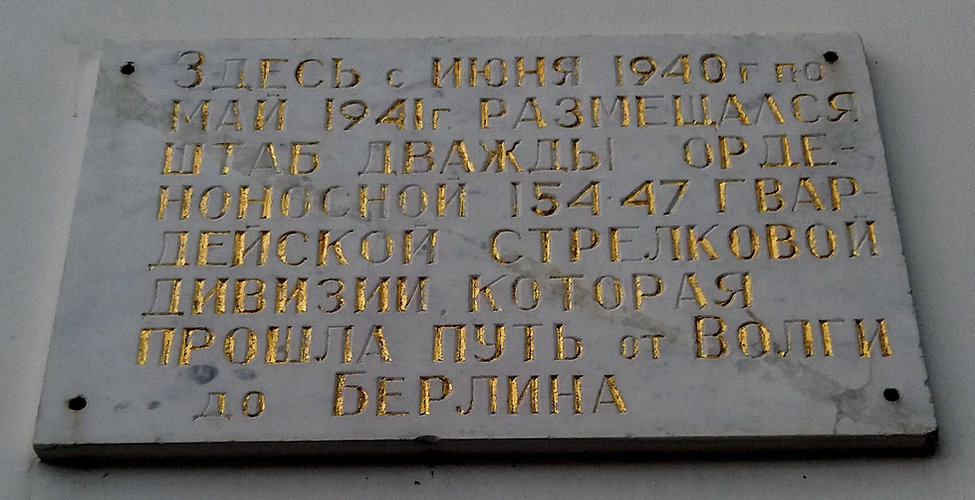 ЗДЕСЬ с ИЮНЯ 1940 г по
МАЙ 1941г РАЗМЕЩАЛСЯ
ШТАБ ДВАЖДЫ ОРДЕ-
НОНОСНОЙ 154-47 ГВАР-
ДЕЙСКОЙ СТРЕЛКОВОЙ
ДИВИЗИИ, КОТОРАЯ
ПРОШЛА ПУТЬ от ВОЛГИ
до БЕРЛИНА